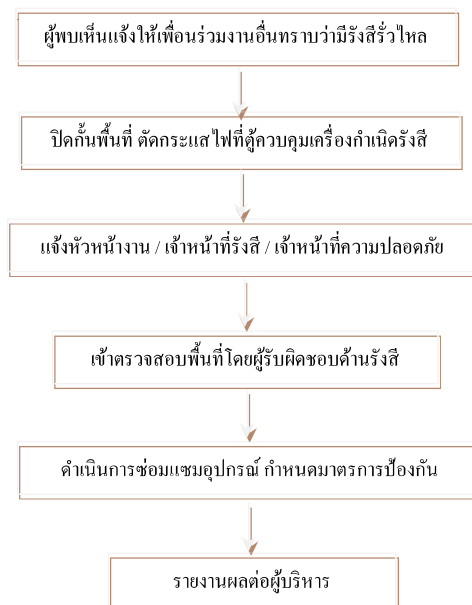 ผู้พบเห็นแจ้งให้เพื่อนร่วมงานอื่นทราบว่ามีรังสีรั่วไหล
ปิดกั้นพื้นที่ ตัดกระแสไฟที่ตู้ควบคุมเครื่องกำเนิดรังสี
แจ้งหัวหน้างาน / เจ้าหน้าที่รังสี / เจ้าหน้าที่ความปลอดภัย
เข้าตรวจสอบพื้นที่โดยผู้รับผิดชอบด้านรังสี
ดำเนินการซ่อมแซมอุปกรณ์ กำหนดมาตรการป้องกัน
รายงานผลต่อผู้บริหาร